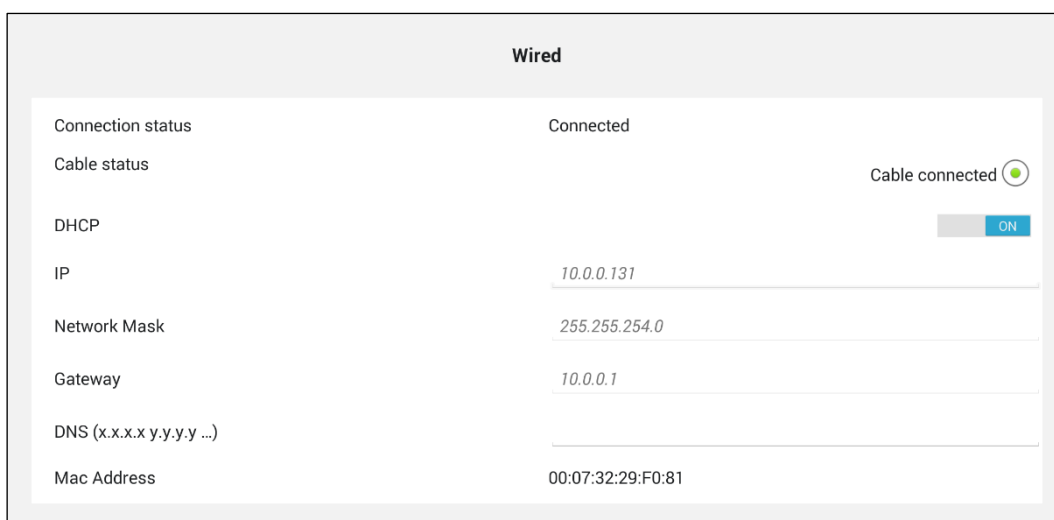 Wired
Connection status Connected
Cable status Cable connected
DHCP ON
IP 10.0.0.131
Network Mask 255.255.254.0
Gateway 10.0.0.1
DNS (x.x.x.x y.y.y.y ...)
Mac Address 00:07:32:29:F0:81